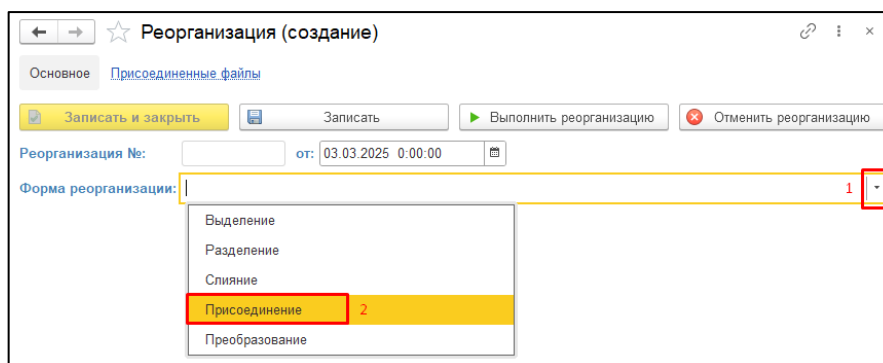 Реорганизация (создание)
Основное Присоединенные файлы
Записать и закрыть Записать Выполнить реорганизацию Отменить реорганизацию
Реорганизация №: от: 03.03.2025 0:00:00
Форма реорганизации: 1
Выделение
Разделение
Слияние
Присоединение 2
Преобразование